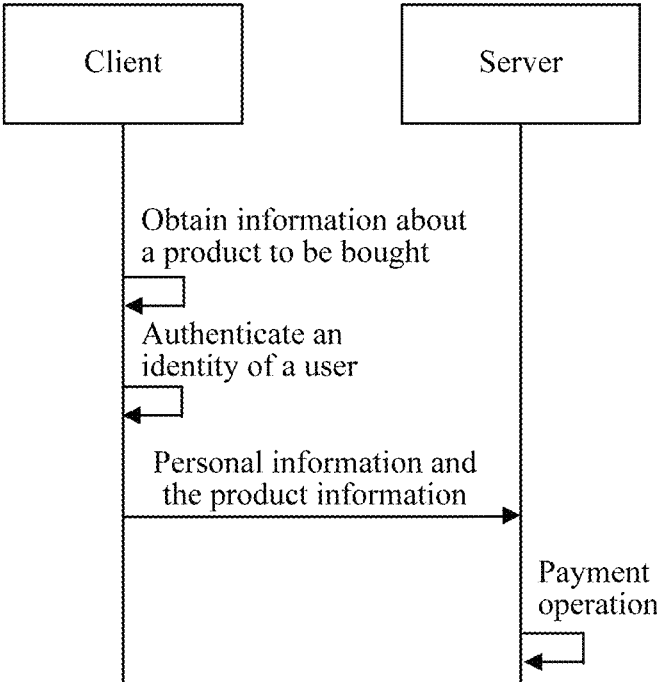 Client
Server
Obtain information about
a product to be bought
Authenticate an
identity of a user
Personal information and
the product information
Payment
operation